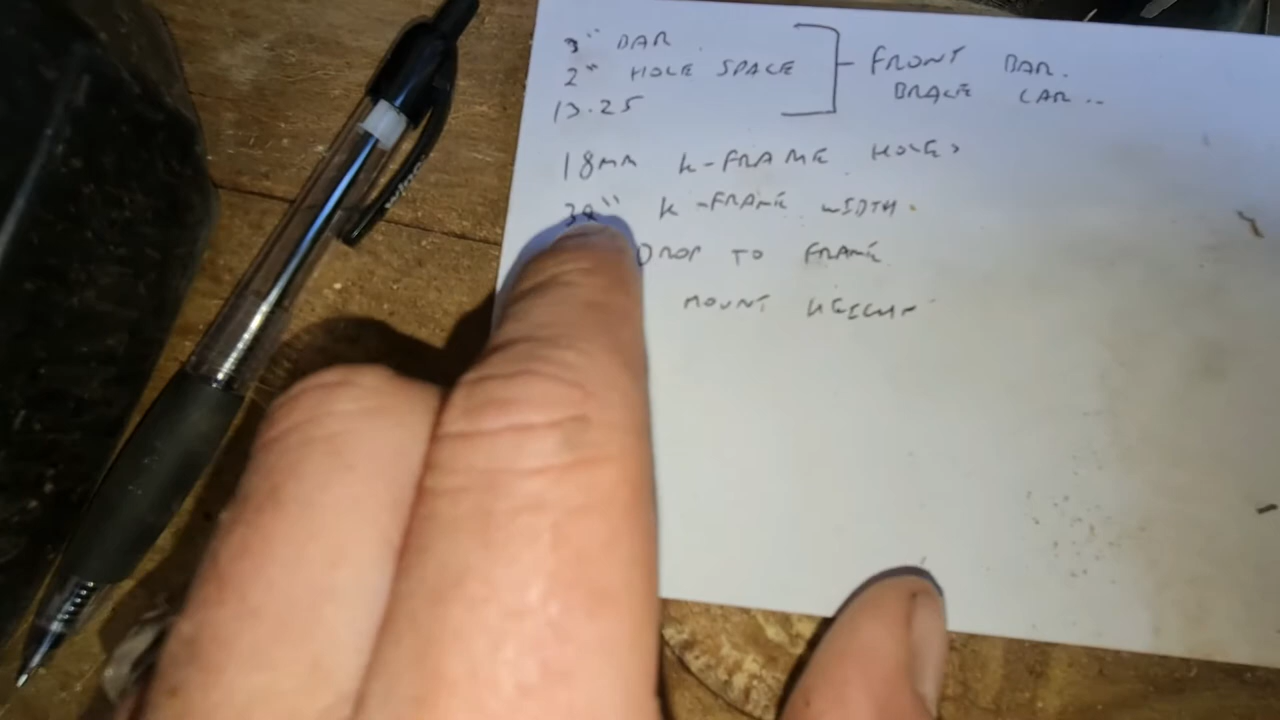 3" BAR
2" HOLE SPACE
13.25
FRONT BAR.
BRACE CAR..
18MM K-FRAME HOLES
K-FRAME WIDTH.
DROP TO FRAME
MOUNT HEIGHT